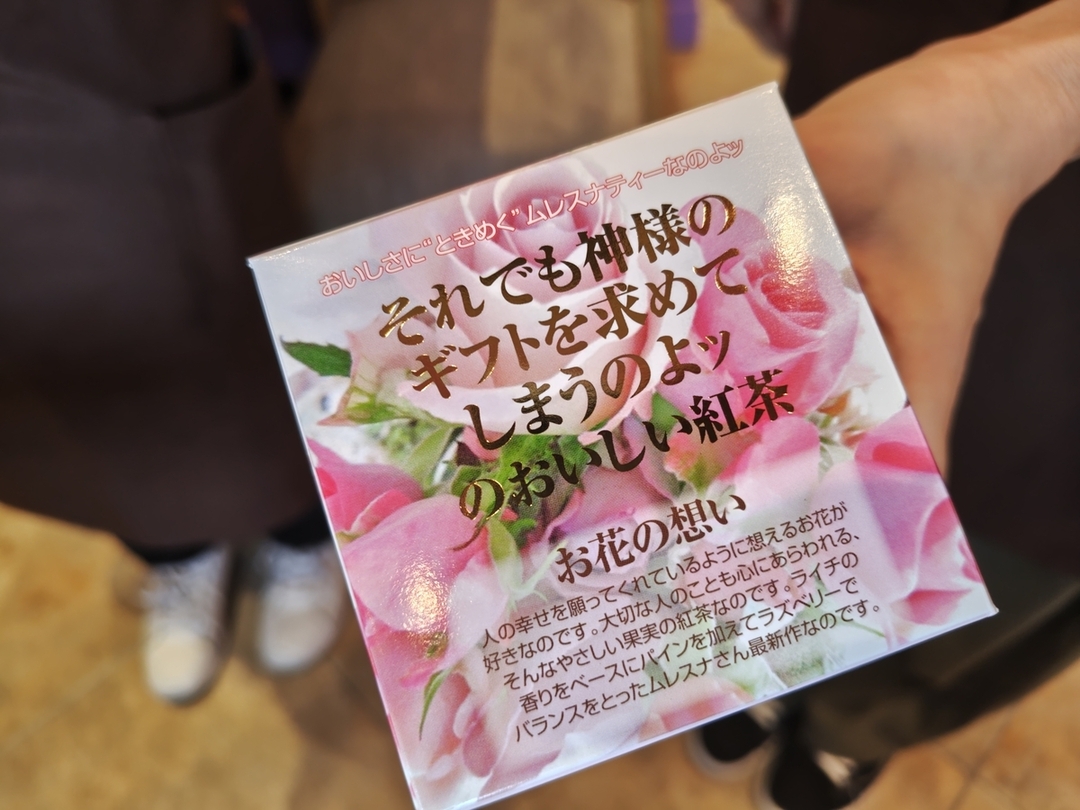 おいしさに"ときめく"ムレスナティーなのよッ
それでも神様の
ギフトを求めて
しまうのよッ
のおいしい紅茶
お花の想い
人の幸せを願ってくれているように想えるお花が
好きなのです。大切な人のことも心にあらわれる、
そんなやさしい果実の紅茶なのです。ライチの
香りをベースにパインを加えてラズベリーで
バランスをとったムレスナさん最新作なのです。